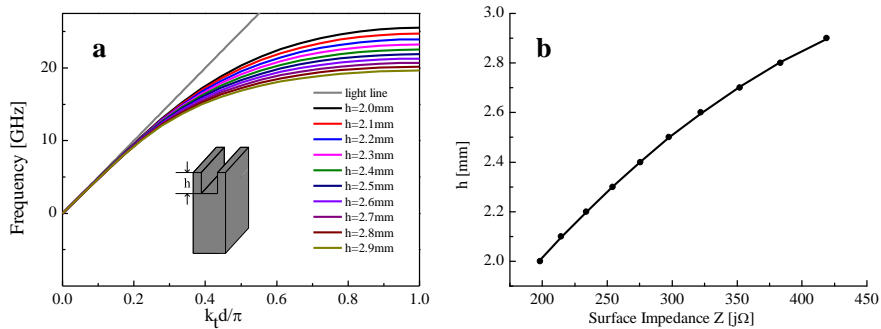 a
Frequency [GHz]
20
10
0
0.0 0.2 0.4 0.6 0.8 1.0
k_t d/π
light line
h=2.0mm
h=2.1mm
h=2.2mm
h=2.3mm
h=2.4mm
h=2.5mm
h=2.6mm
h=2.7mm
h=2.8mm
h=2.9mm
h
b
h [mm]
3.0
2.8
2.6
2.4
2.2
2.0
200 250 300 350 400 450
Surface Impedance Z [jΩ]